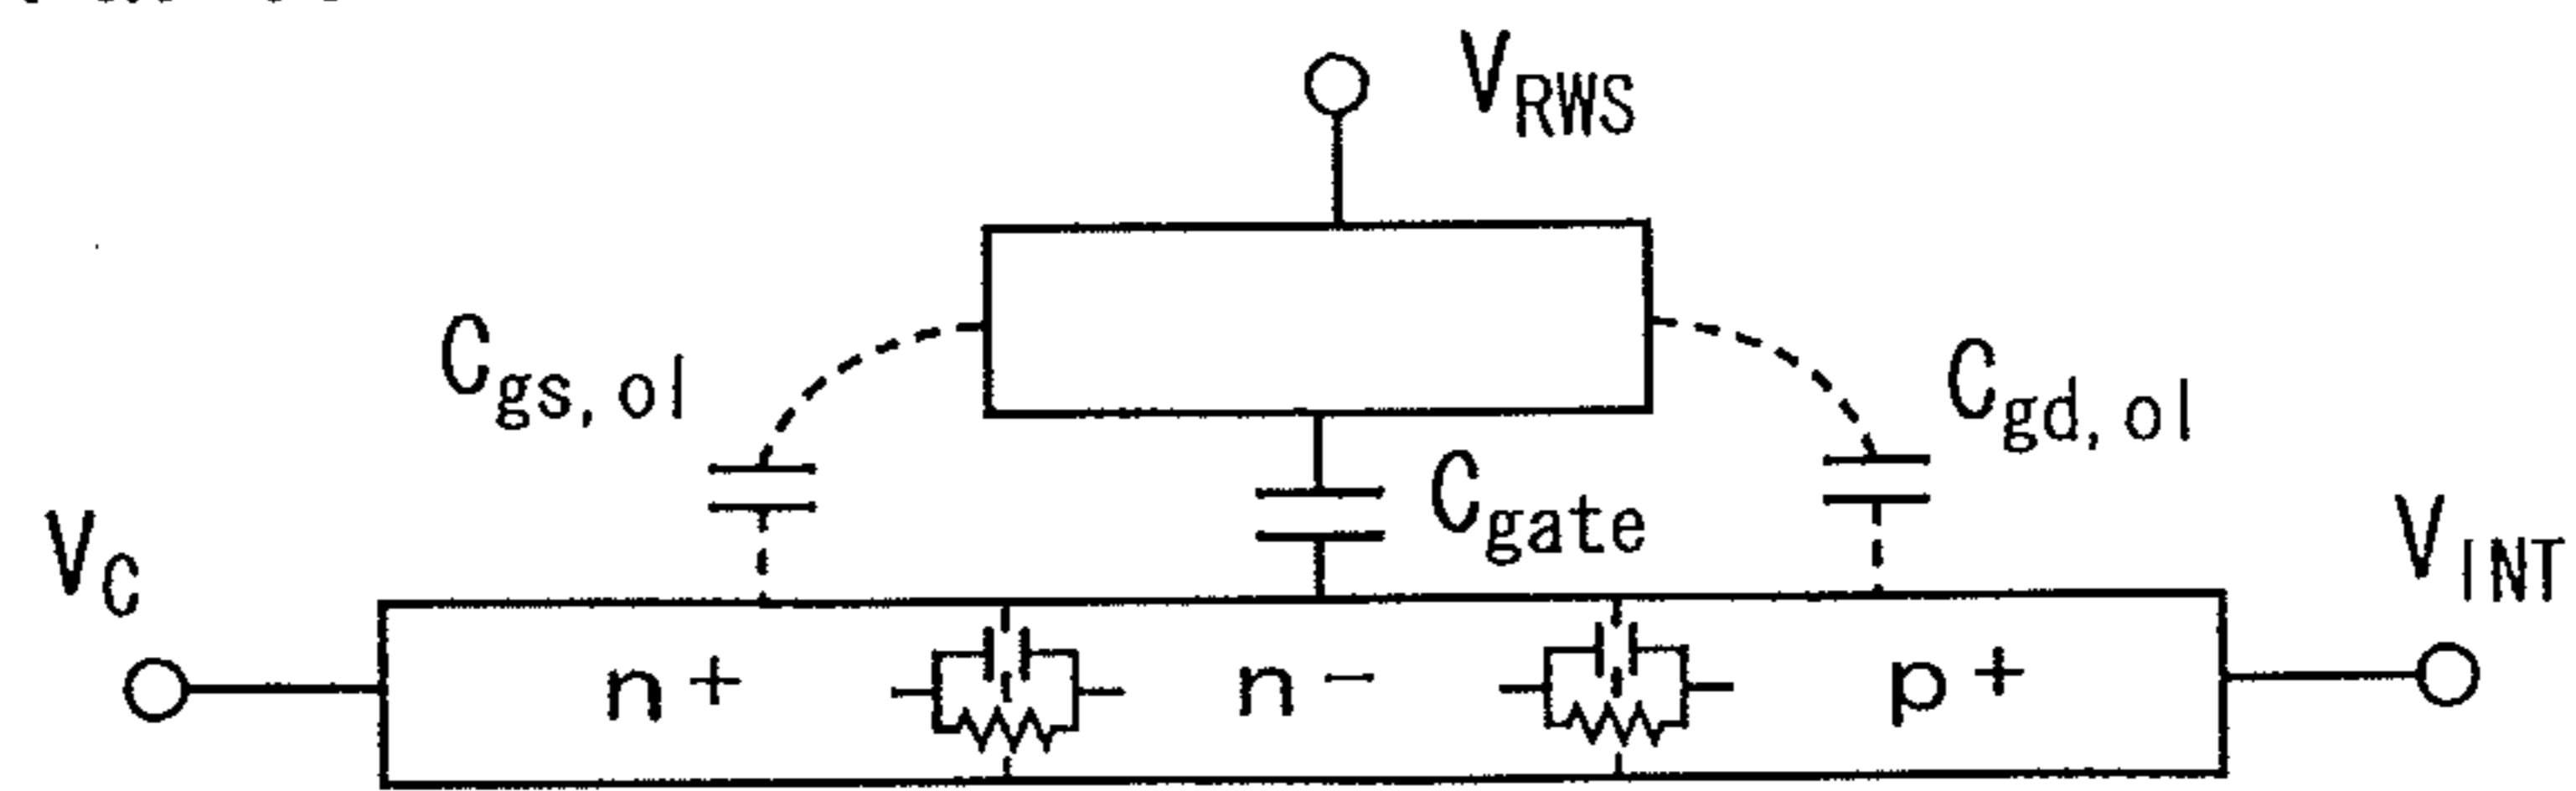 V_RWS
C_gs,ol
C_gd,ol
C_gate
V_C
V_INT
n+
n-
p+